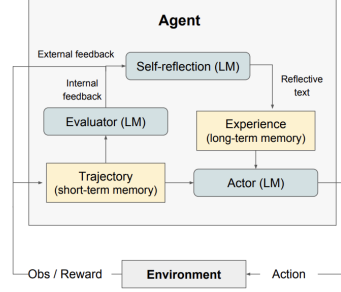 Agent
External feedback
Self-reflection (LM)
Internal
feedback
Reflective
text
Evaluator (LM)
Experience
(long-term memory)
Trajectory
(short-term memory)
Actor (LM)
Obs / Reward
Environment
Action